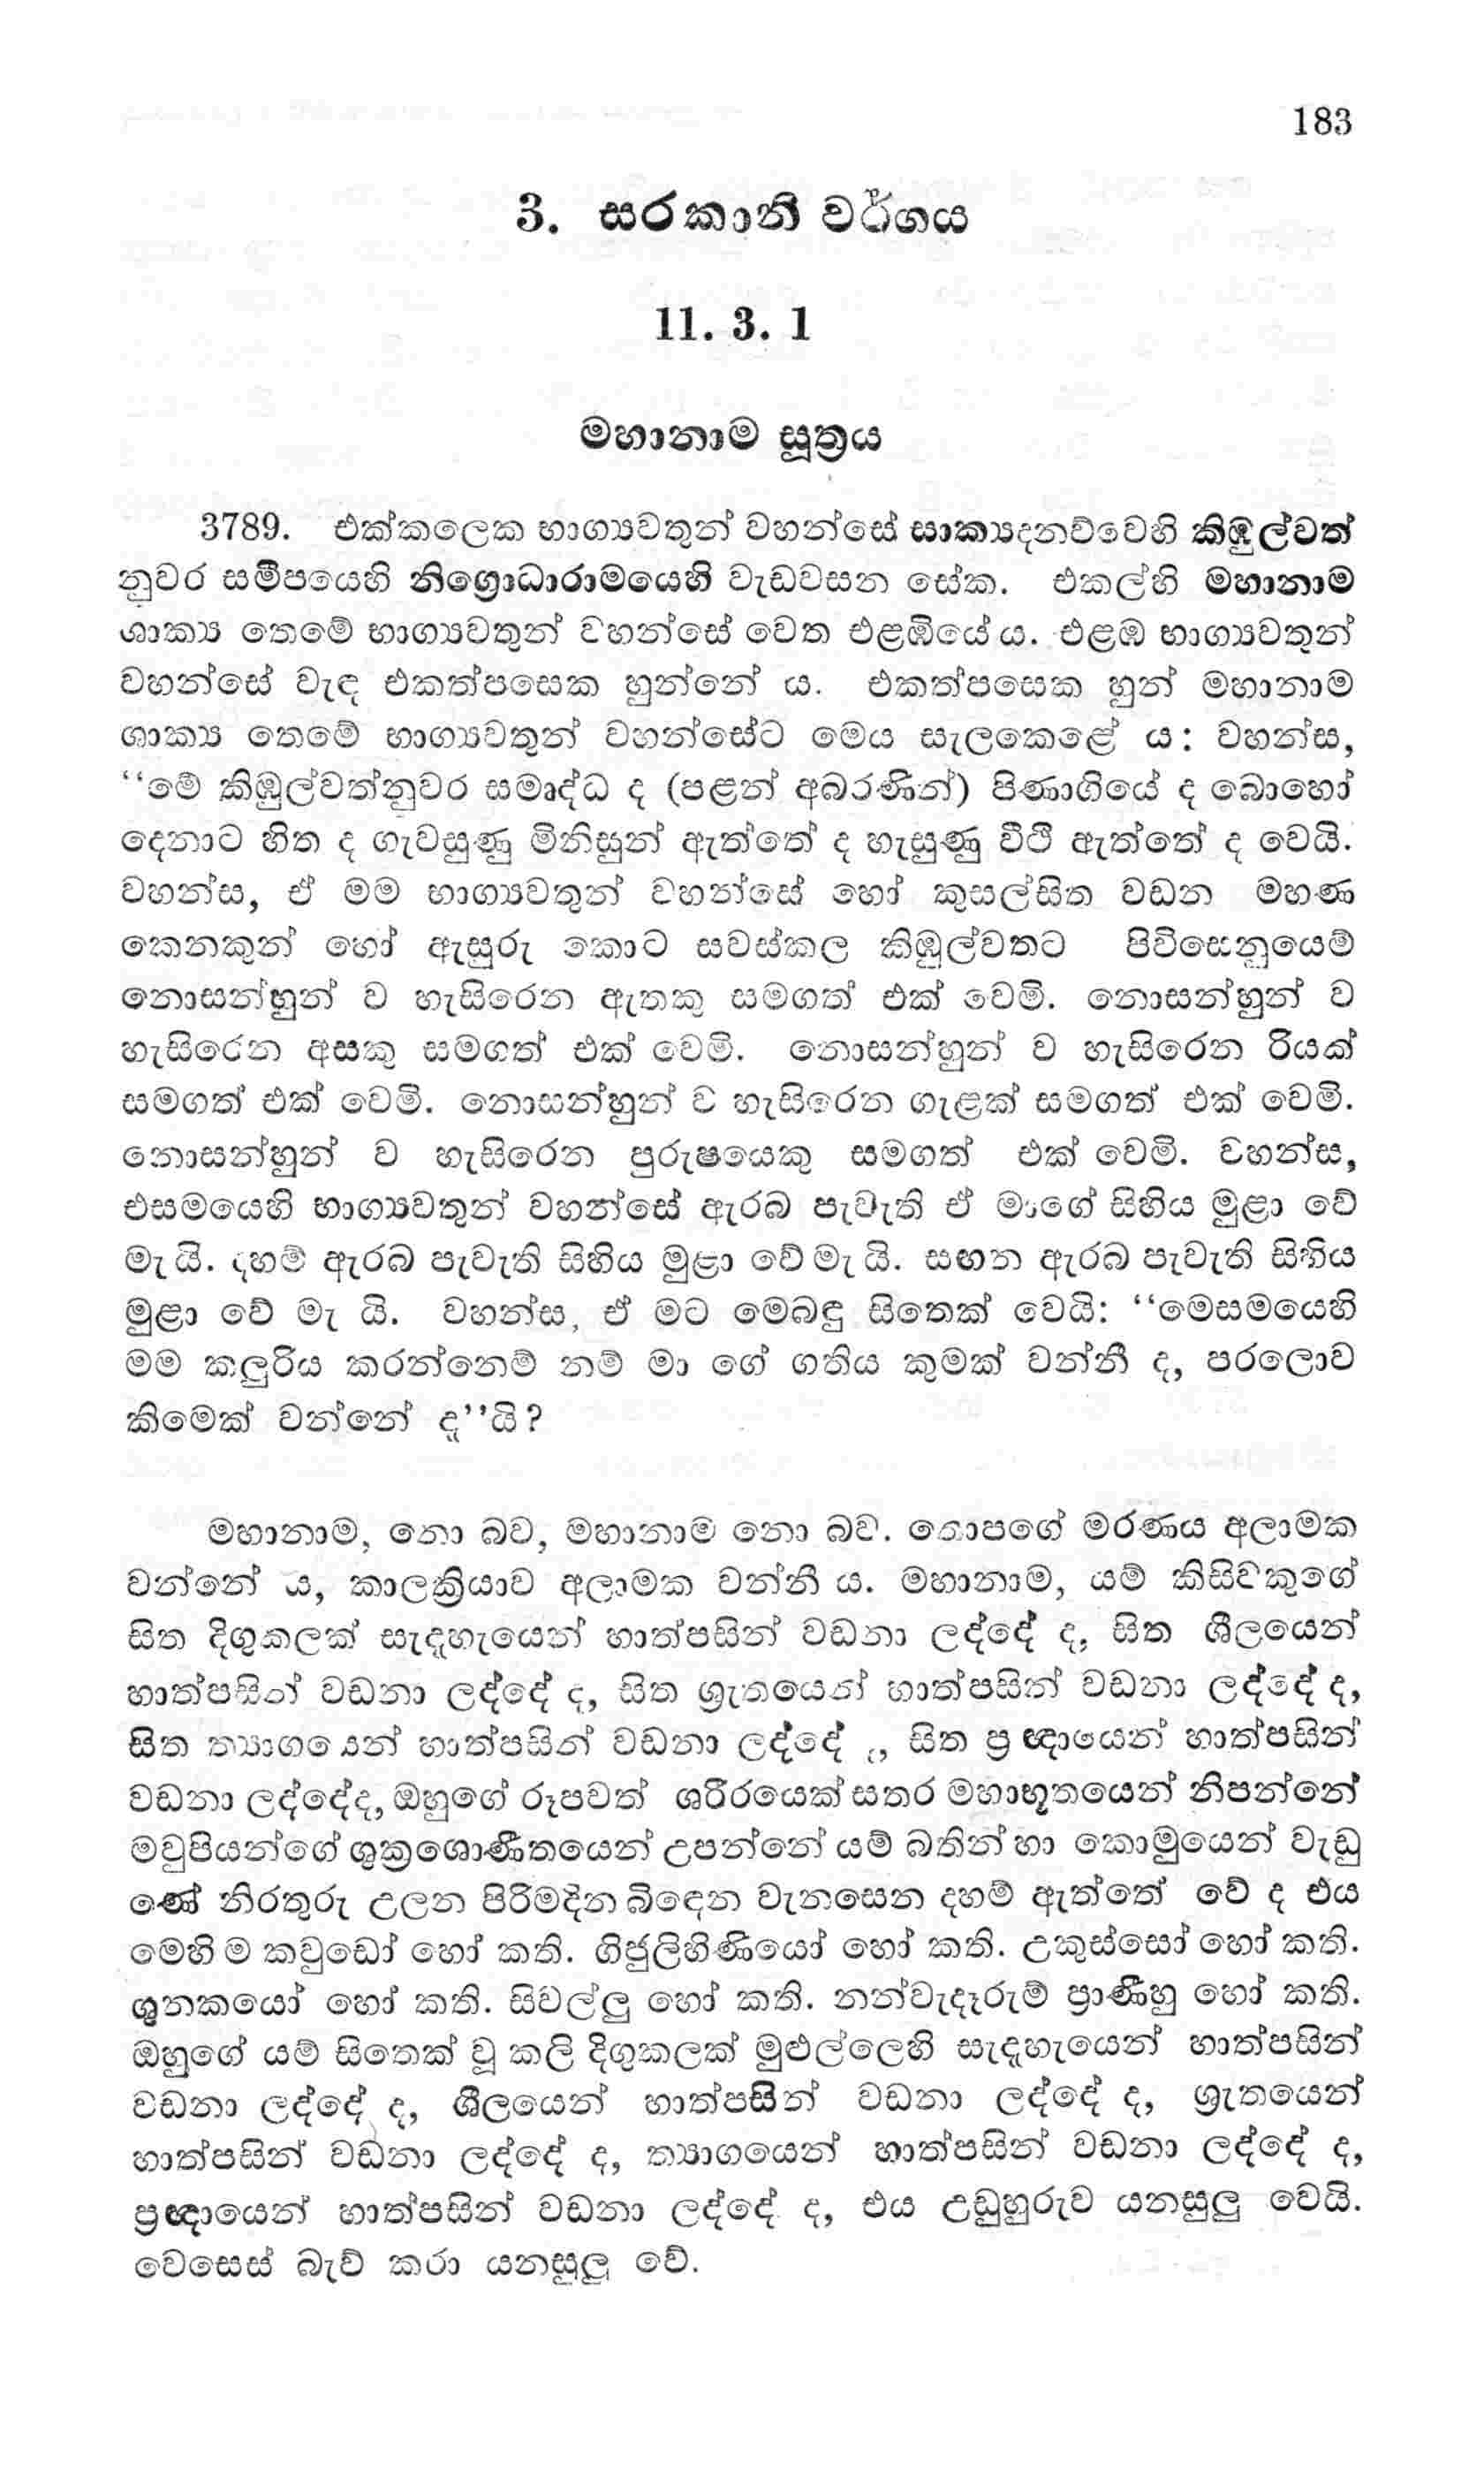 183
3. සරකානි වර්ගය
11. 3. 1
මහානාම සූත්‍රය
3789. එක්කලෙක භාග්‍යවතුන් වහන්සේ සාක්‍යදනව්වෙහි කිඹුල්වත්
නුවර සමීපයෙහි නිග්‍රොධාරාමයෙහි වැඩවසන සේක. එකල්හි මහානාම
ශාක්‍ය තෙමේ භාග්‍යවතුන් වහන්සේ වෙත එළඹියේ ය. එළඹ භාග්‍යවතුන්
වහන්සේ වැඳ එකත්පසෙක හුන්නේ ය. එකත්පසෙක හුන් මහානාම
ශාක්‍ය තෙමේ භාග්‍යවතුන් වහන්සේට මෙය සැලකෙළේ ය: වහන්ස,
“මේ කිඹුල්වත්නුවර සමෘද්ධ ද (පළන් අබරණින්) පිණාගියේ ද බොහෝ
දෙනාට හිත ද ගැවසුණු මිනිසුන් ඇත්තේ ද හැසුණු වීථි ඇත්තේ ද වෙයි.
වහන්ස, ඒ මම භාග්‍යවතුන් වහන්සේ හෝ කුසල්සිත වඩන මහණ
කෙනකුන් හෝ ඇසුරු කොට සවස්කල කිඹුල්වතට පිවිසෙනුයෙම්
නොසන්හුන් ව හැසිරෙන ඇතකු සමගත් එක් වෙමි. නොසන්හුන් ව
හැසිරෙන අසකු සමගත් එක් වෙමි. නොසන්හුන් ව හැසිරෙන රියක්
සමගත් එක් වෙමි. නොසන්හුන් ව හැසිරෙන ගැළක් සමගත් එක් වෙමි.
නොසන්හුන් ව හැසිරෙන පුරුෂයෙකු සමගත් එක් වෙමි. වහන්ස,
එසමයෙහි භාග්‍යවතුන් වහන්සේ ඇරබ පැවැති ඒ මාගේ සිහිය මුළා වේ
මැ යි. දහම් ඇරබ පැවැති සිහිය මුළා වේ මැ යි. සඟන ඇරබ පැවැති සිහිය
මුළා වේ මැ යි. වහන්ස, ඒ මට මෙබඳු සිතෙක් වෙයි: “මෙසමයෙහි
මම කලුරිය කරන්නෙම් නම් මා ගේ ගතිය කුමක් වන්නී ද, පරලොව
කිමෙක් වන්නේ ද”යි?
මහානාම, නො බව, මහානාම නො බව. තොපගේ මරණය අලාමක
වන්නේ ය, කාලක්‍රියාව අලාමක වන්නී ය. මහානාම, යම් කිසිවකුගේ
සිත දිගුකලක් සැදෑහැයෙන් හාත්පසින් වඩනා ලද්දේ ද, සිත ශීලයෙන්
හාත්පසින් වඩනා ලද්දේ ද, සිත ශ්‍රැතයෙන් හාත්පසින් වඩනා ලද්දේ ද,
සිත ත්‍යාගයෙන් හාත්පසින් වඩනා ලද්දේ ද, සිත ප්‍රඥායෙන් හාත්පසින්
වඩනා ලද්දේද, ඔහුගේ රූපවත් ශරීරයෙක් සතර මහාභූතයෙන් නිපන්නේ
මවුපියන්ගේ ශුක්‍රශොණිතයෙන් උපන්නේ යම් බතින් හා කොමුයෙන් වැඩු
ණේ නිරතුරු උලන පිරිමදින බිඳෙන වැනසෙන දහම් ඇත්තේ වේ ද එය
මෙහි ම කවුඩෝ හෝ කති. ගිජුලිහිණියෝ හෝ කති. උකුස්සෝ හෝ කති.
ශුනකයෝ හෝ කති. සිවල්ලු හෝ කති. නන්වැදෑරුම් ප්‍රාණීහු හෝ කති.
ඔහුගේ යම් සිතෙක් වූ කලි දිගුකලක් මුළුල්ලෙහි සැදෑහැයෙන් හාත්පසින්
වඩනා ලද්දේ ද, ශීලයෙන් හාත්පසින් වඩනා ලද්දේ ද, ශ්‍රැතයෙන්
හාත්පසින් වඩනා ලද්දේ ද, ත්‍යාගයෙන් හාත්පසින් වඩනා ලද්දේ ද,
ප්‍රඥායෙන් හාත්පසින් වඩනා ලද්දේ ද, එය උඩුහුරුව යනසුලු වෙයි.
වෙසෙස් බැව් කරා යනසුලු වේ.